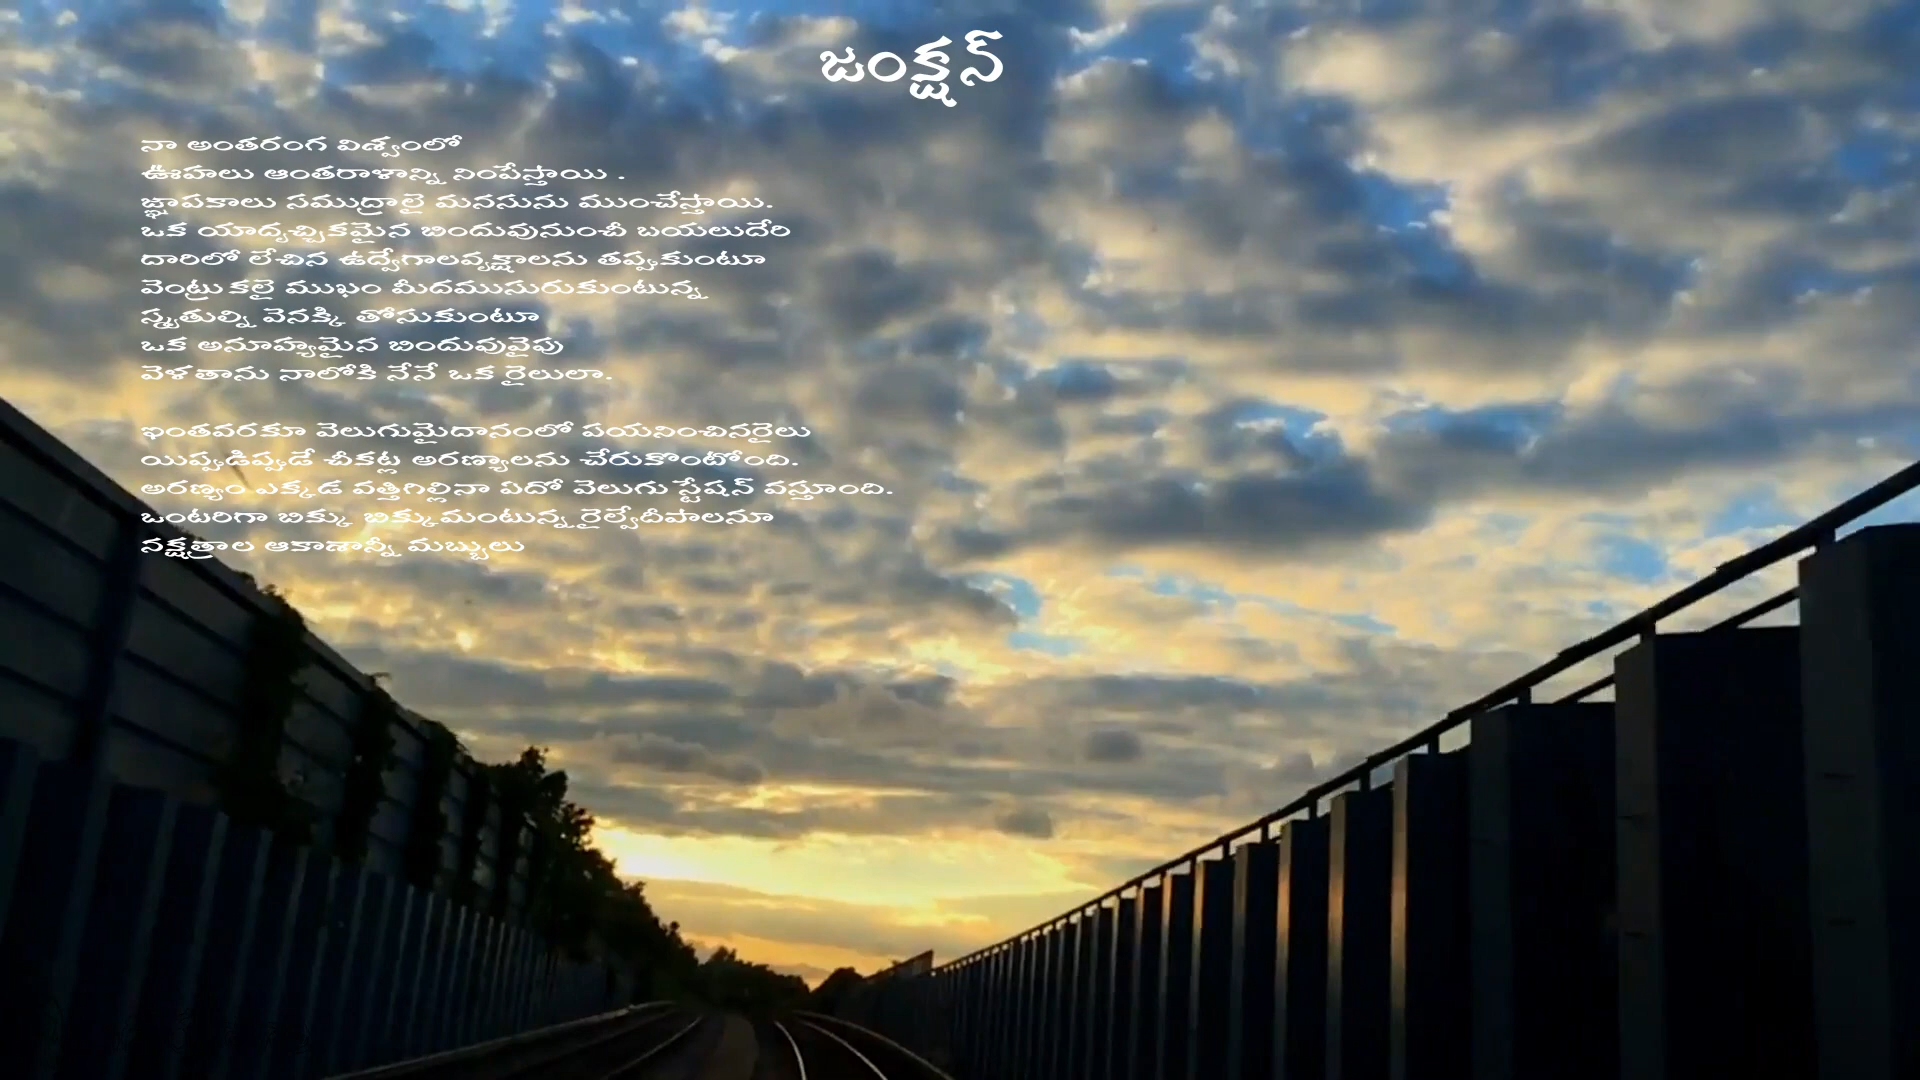 జంక్షన్
నా అంతరంగ విశ్వంలో
ఊహలు ఆంతరాళాన్ని నింపేస్తాయి .
జ్ఞాపకాలు సముద్రాలై మనసును ముంచేస్తాయి.
ఒక యాదృచ్ఛికమైన బిందువునుంచీ బయలుదేరి
దారిలో లేచిన ఉద్వేగాలవృక్షాలను తప్పుకుంటూ
వెంట్రుకలై ముఖం మీదముసురుకుంటున్న
స్మృతుల్ని వెనక్కి తోసుకుంటూ
ఒక అనూహ్యమైన బిందువువైపు
వెళతాను నాలోకి నేనే ఒక రైలులా.
ఇంతవరకూ వెలుగుమైదానంలో పయనించినరైలు
యిప్పుడిప్పుడే చీకట్ల అరణ్యాలను చేరుకొంటోంది.
అరణ్యం ఎక్కడ వత్తిగిల్లినా ఏదో వెలుగు స్టేషన్ వస్తూంది.
ఒంటరిగా బిక్కు బిక్కుమంటున్న రైల్వేదీపాలనూ
నక్షత్రాల ఆకాశాన్నీ మబ్బులు